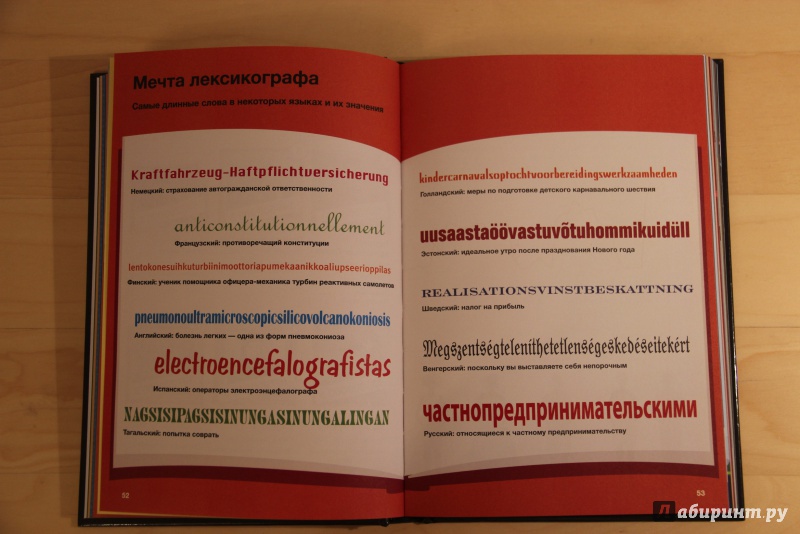 Мечта лексикографа
Самые длинные слова в некоторых языках и их значения
Kraftfahrzeug-Haftpflichtversicherung
Немецкий: страхование автогражданской ответственности
anticonstitutionnellement
Французский: противоречащий конституции
lentokonesuihkuturbiinimoottoriapumekaanikkoaliupseerioppilas
Финский: ученик помощника офицера-механика турбин реактивных самолетов
pneumonoultramicroscopicsilicovolcanokoniosis
Английский: болезнь легких — одна из форм пневмокониоза
electroencefalografistas
Испанский: операторы электроэнцефалографа
NAGSISIPAGSISINUNGASINUNGALINGAN
Тагальский: попытка соврать
52
kindercarnavalsoptochtvoorbereidingswerkzaamheden
Голландский: меры по подготовке детского карнавального шествия
uusaastaöövastuvõtuhommikuidüll
Эстонский: идеальное утро после празднования Нового года
REALISATIONSVINSTBESKATTNING
Шведский: налог на прибыль
Megszentségteleníthetetlenségeskedéseitekért
Венгерский: поскольку вы выставляете себя непорочным
частнопредпринимательскими
Русский: относящиеся к частному предпринимательству
53
Лабиринт.ру